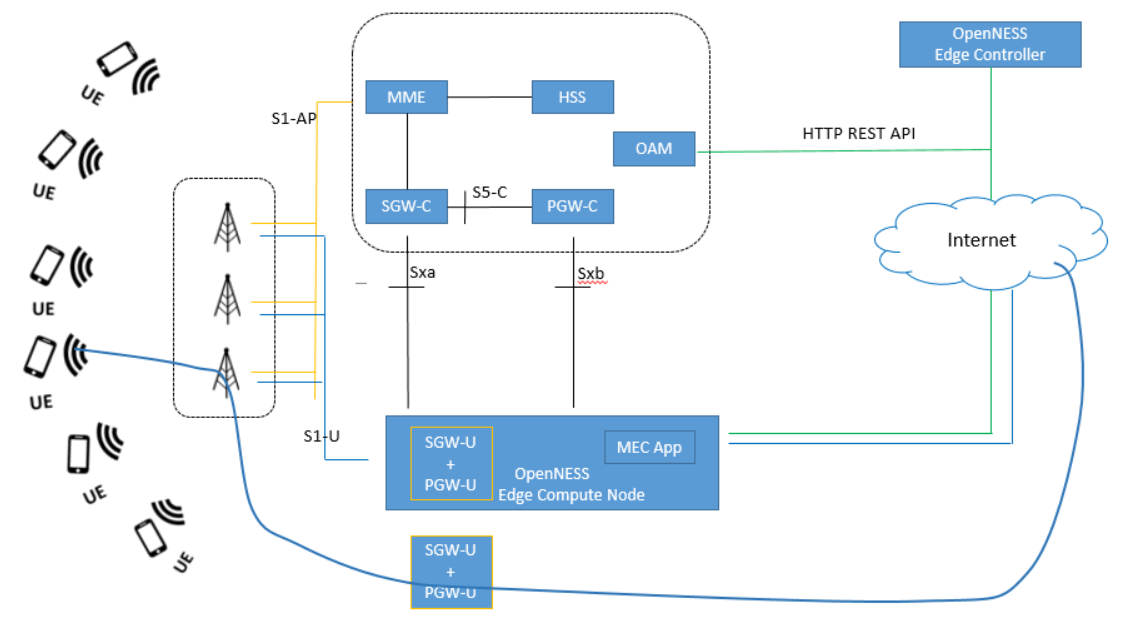 OpenNESS
Edge Controller
UE
MME
HSS
S1-AP
HTTP REST API
OAM
UE
S5-C
SGW-C
PGW-C
Internet
Sxa
Sxb
UE
UE
S1-U
SGW-U
+
PGW-U
MEC App
OpenNESS
Edge Compute Node
UE
UE
SGW-U
+
PGW-U